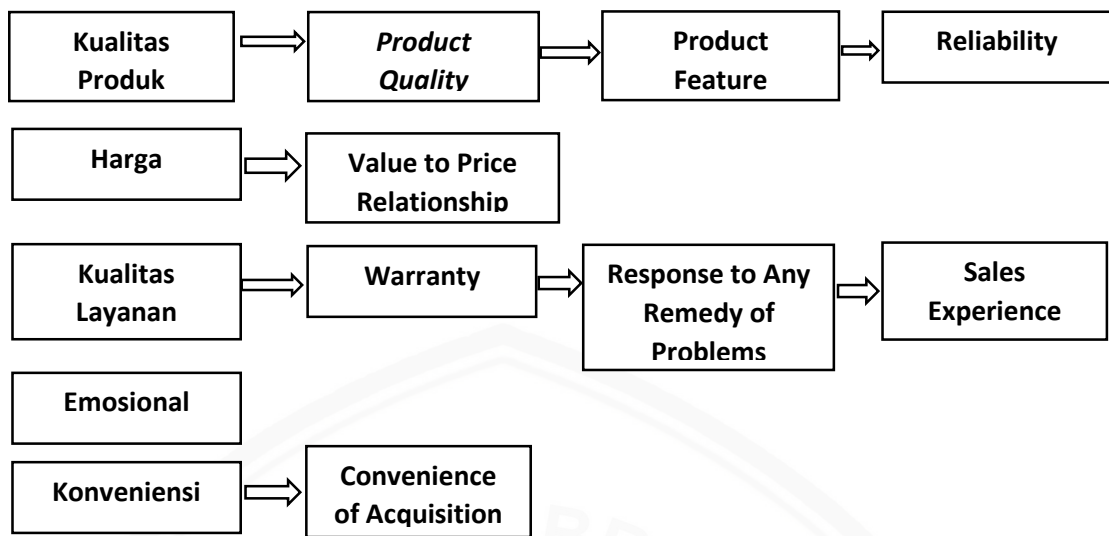 Kualitas
Produk
Product
Quality
Product
Feature
Reliability
Harga
Value to Price
Relationship
Kualitas
Layanan
Warranty
Response to Any
Remedy of
Problems
Sales
Experience
Emosional
Konveniensi
Convenience
of Acquisition